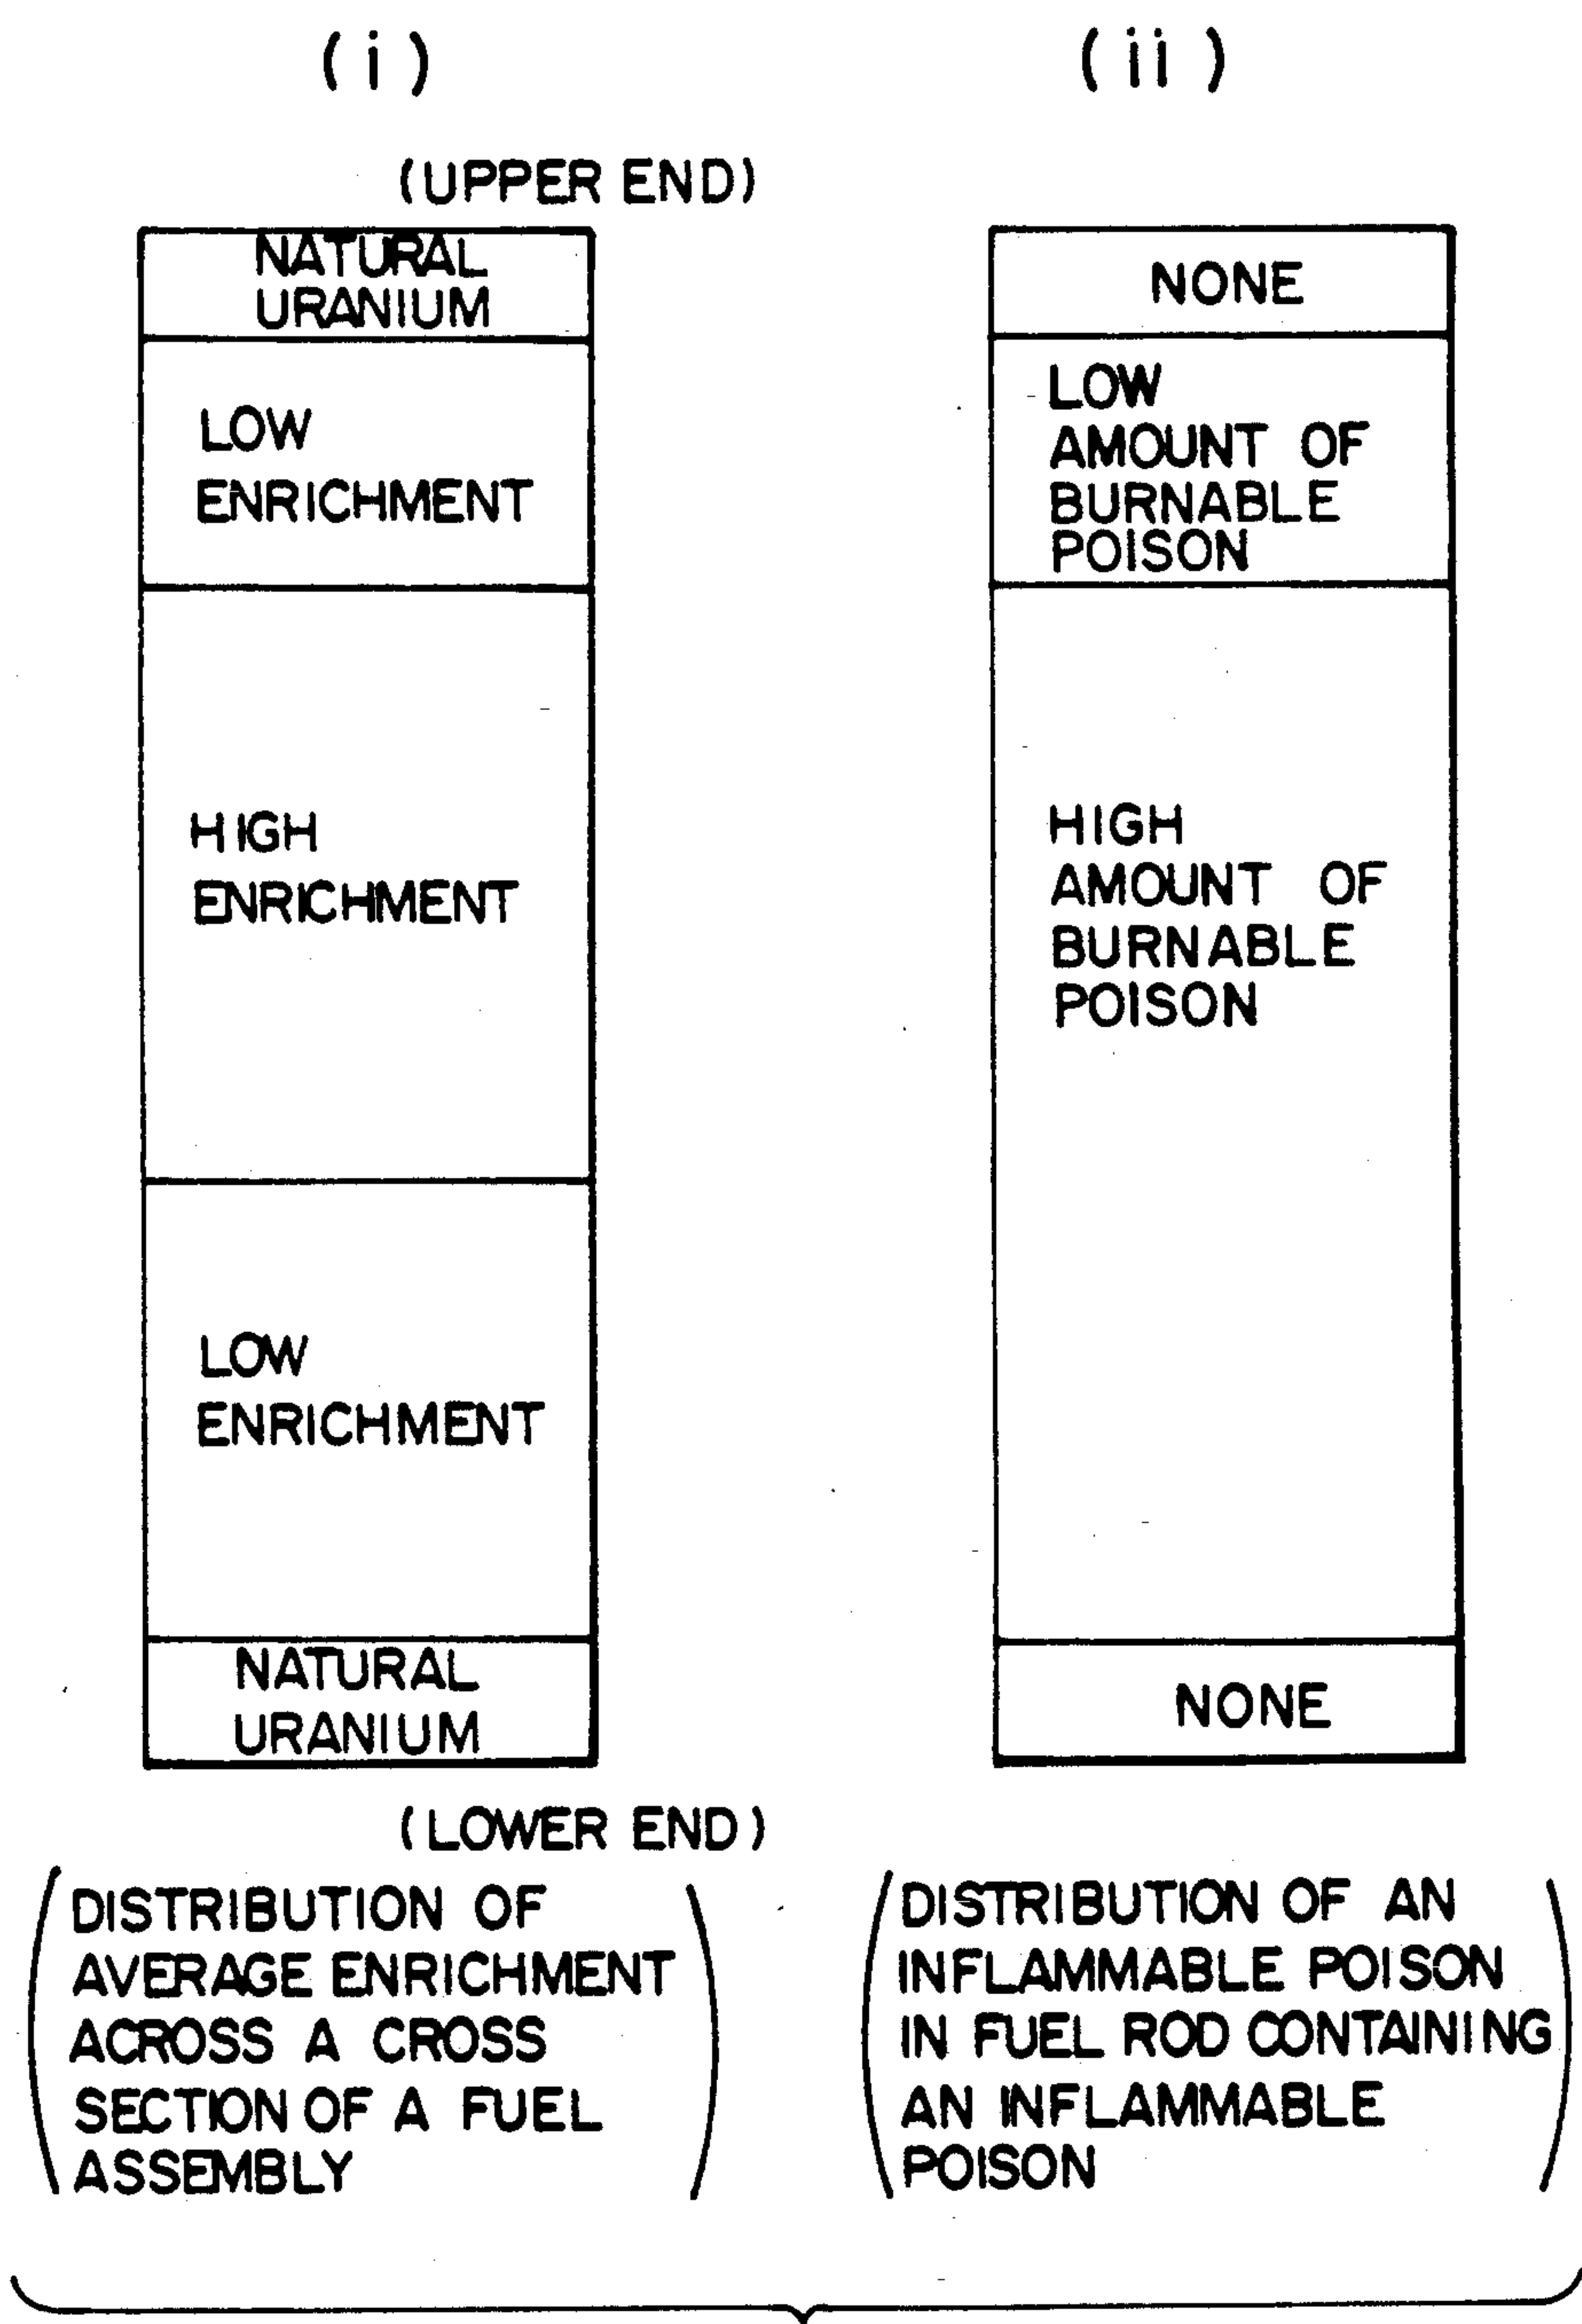 (i)
(ii)
(UPPER END)
NATURAL
URANIUM
LOW
ENRICHMENT
HIGH
ENRICHMENT
LOW
ENRICHMENT
NATURAL
URANIUM
NONE
LOW
AMOUNT OF
BURNABLE
POISON
HIGH
AMOUNT OF
BURNABLE
POISON
NONE
(LOWER END)
(DISTRIBUTION OF
AVERAGE ENRICHMENT
ACROSS A CROSS
SECTION OF A FUEL
ASSEMBLY)
(DISTRIBUTION OF AN
INFLAMMABLE POISON
IN FUEL ROD CONTAINING
AN INFLAMMABLE
POISON)